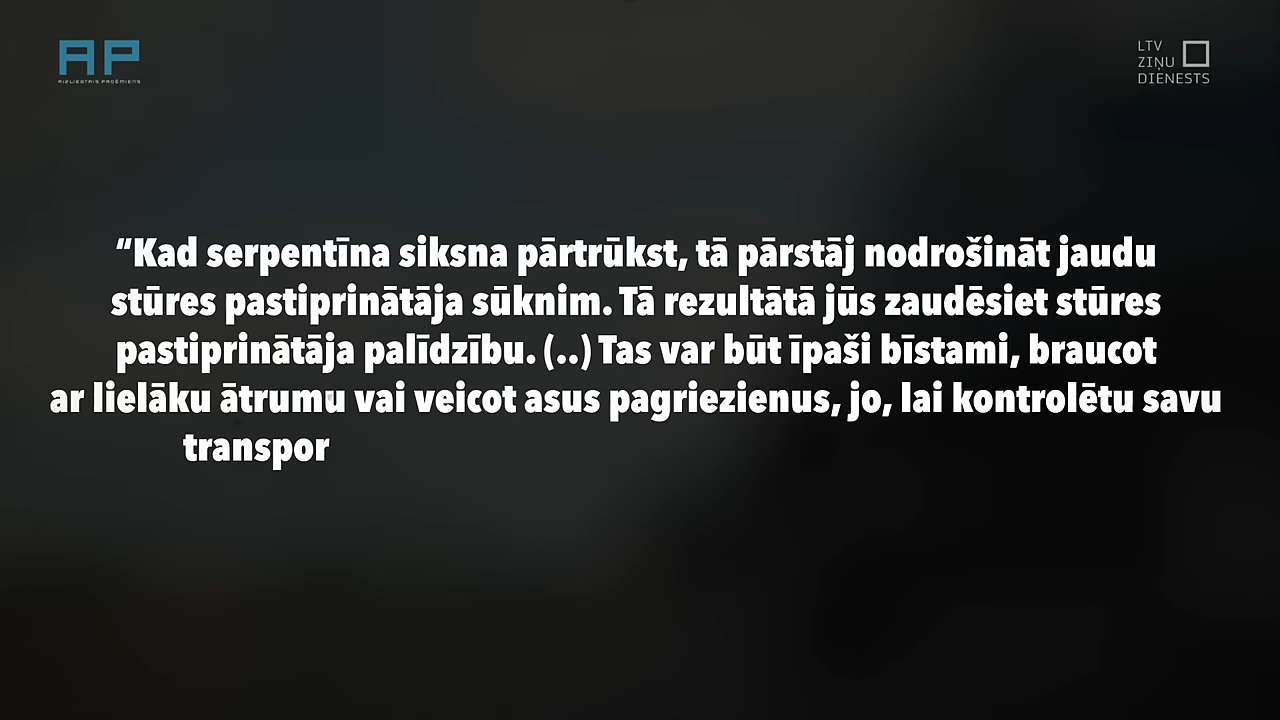 AP
AIZLIEGTAIS PAŅĒMIENS
LTV
ZIŅU
DIENESTS
“Kad serpentīna siksna pārtrūkst, tā pārstāj nodrošināt jaudu
stūres pastiprinātāja sūknim. Tā rezultātā jūs zaudēsiet stūres
pastiprinātāja palīdzību. (..) Tas var būt īpaši bīstami, braucot
ar lielāku ātrumu vai veicot asus pagriezienus, jo, lai kontrolētu savu
transpor